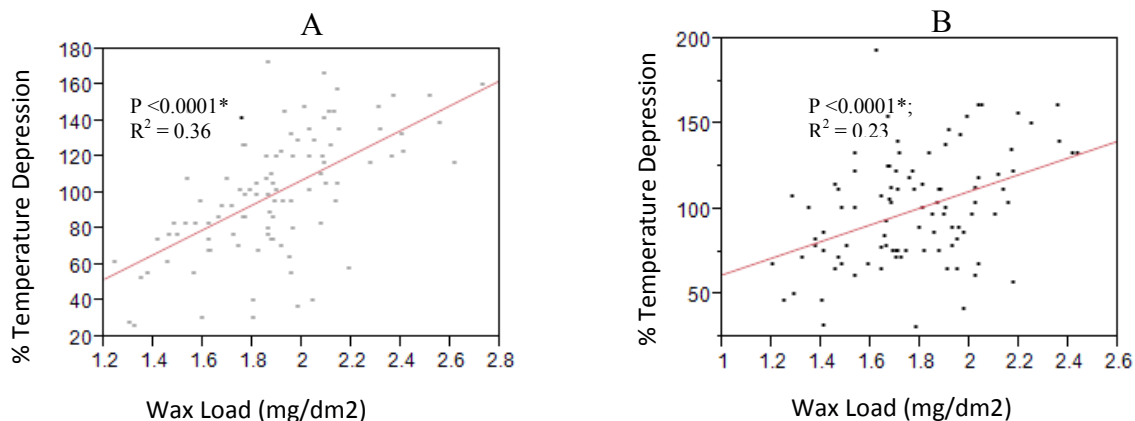 A
% Temperature Depression
180
160
140
120
100
80
60
40
20
P <0.0001*
R² = 0.36
1.2 1.4 1.6 1.8 2 2.2 2.4 2.6 2.8
Wax Load (mg/dm2)
B
% Temperature Depression
200
150
100
50
P <0.0001*;
R² = 0.23
1 1.2 1.4 1.6 1.8 2 2.2 2.4 2.6
Wax Load (mg/dm2)